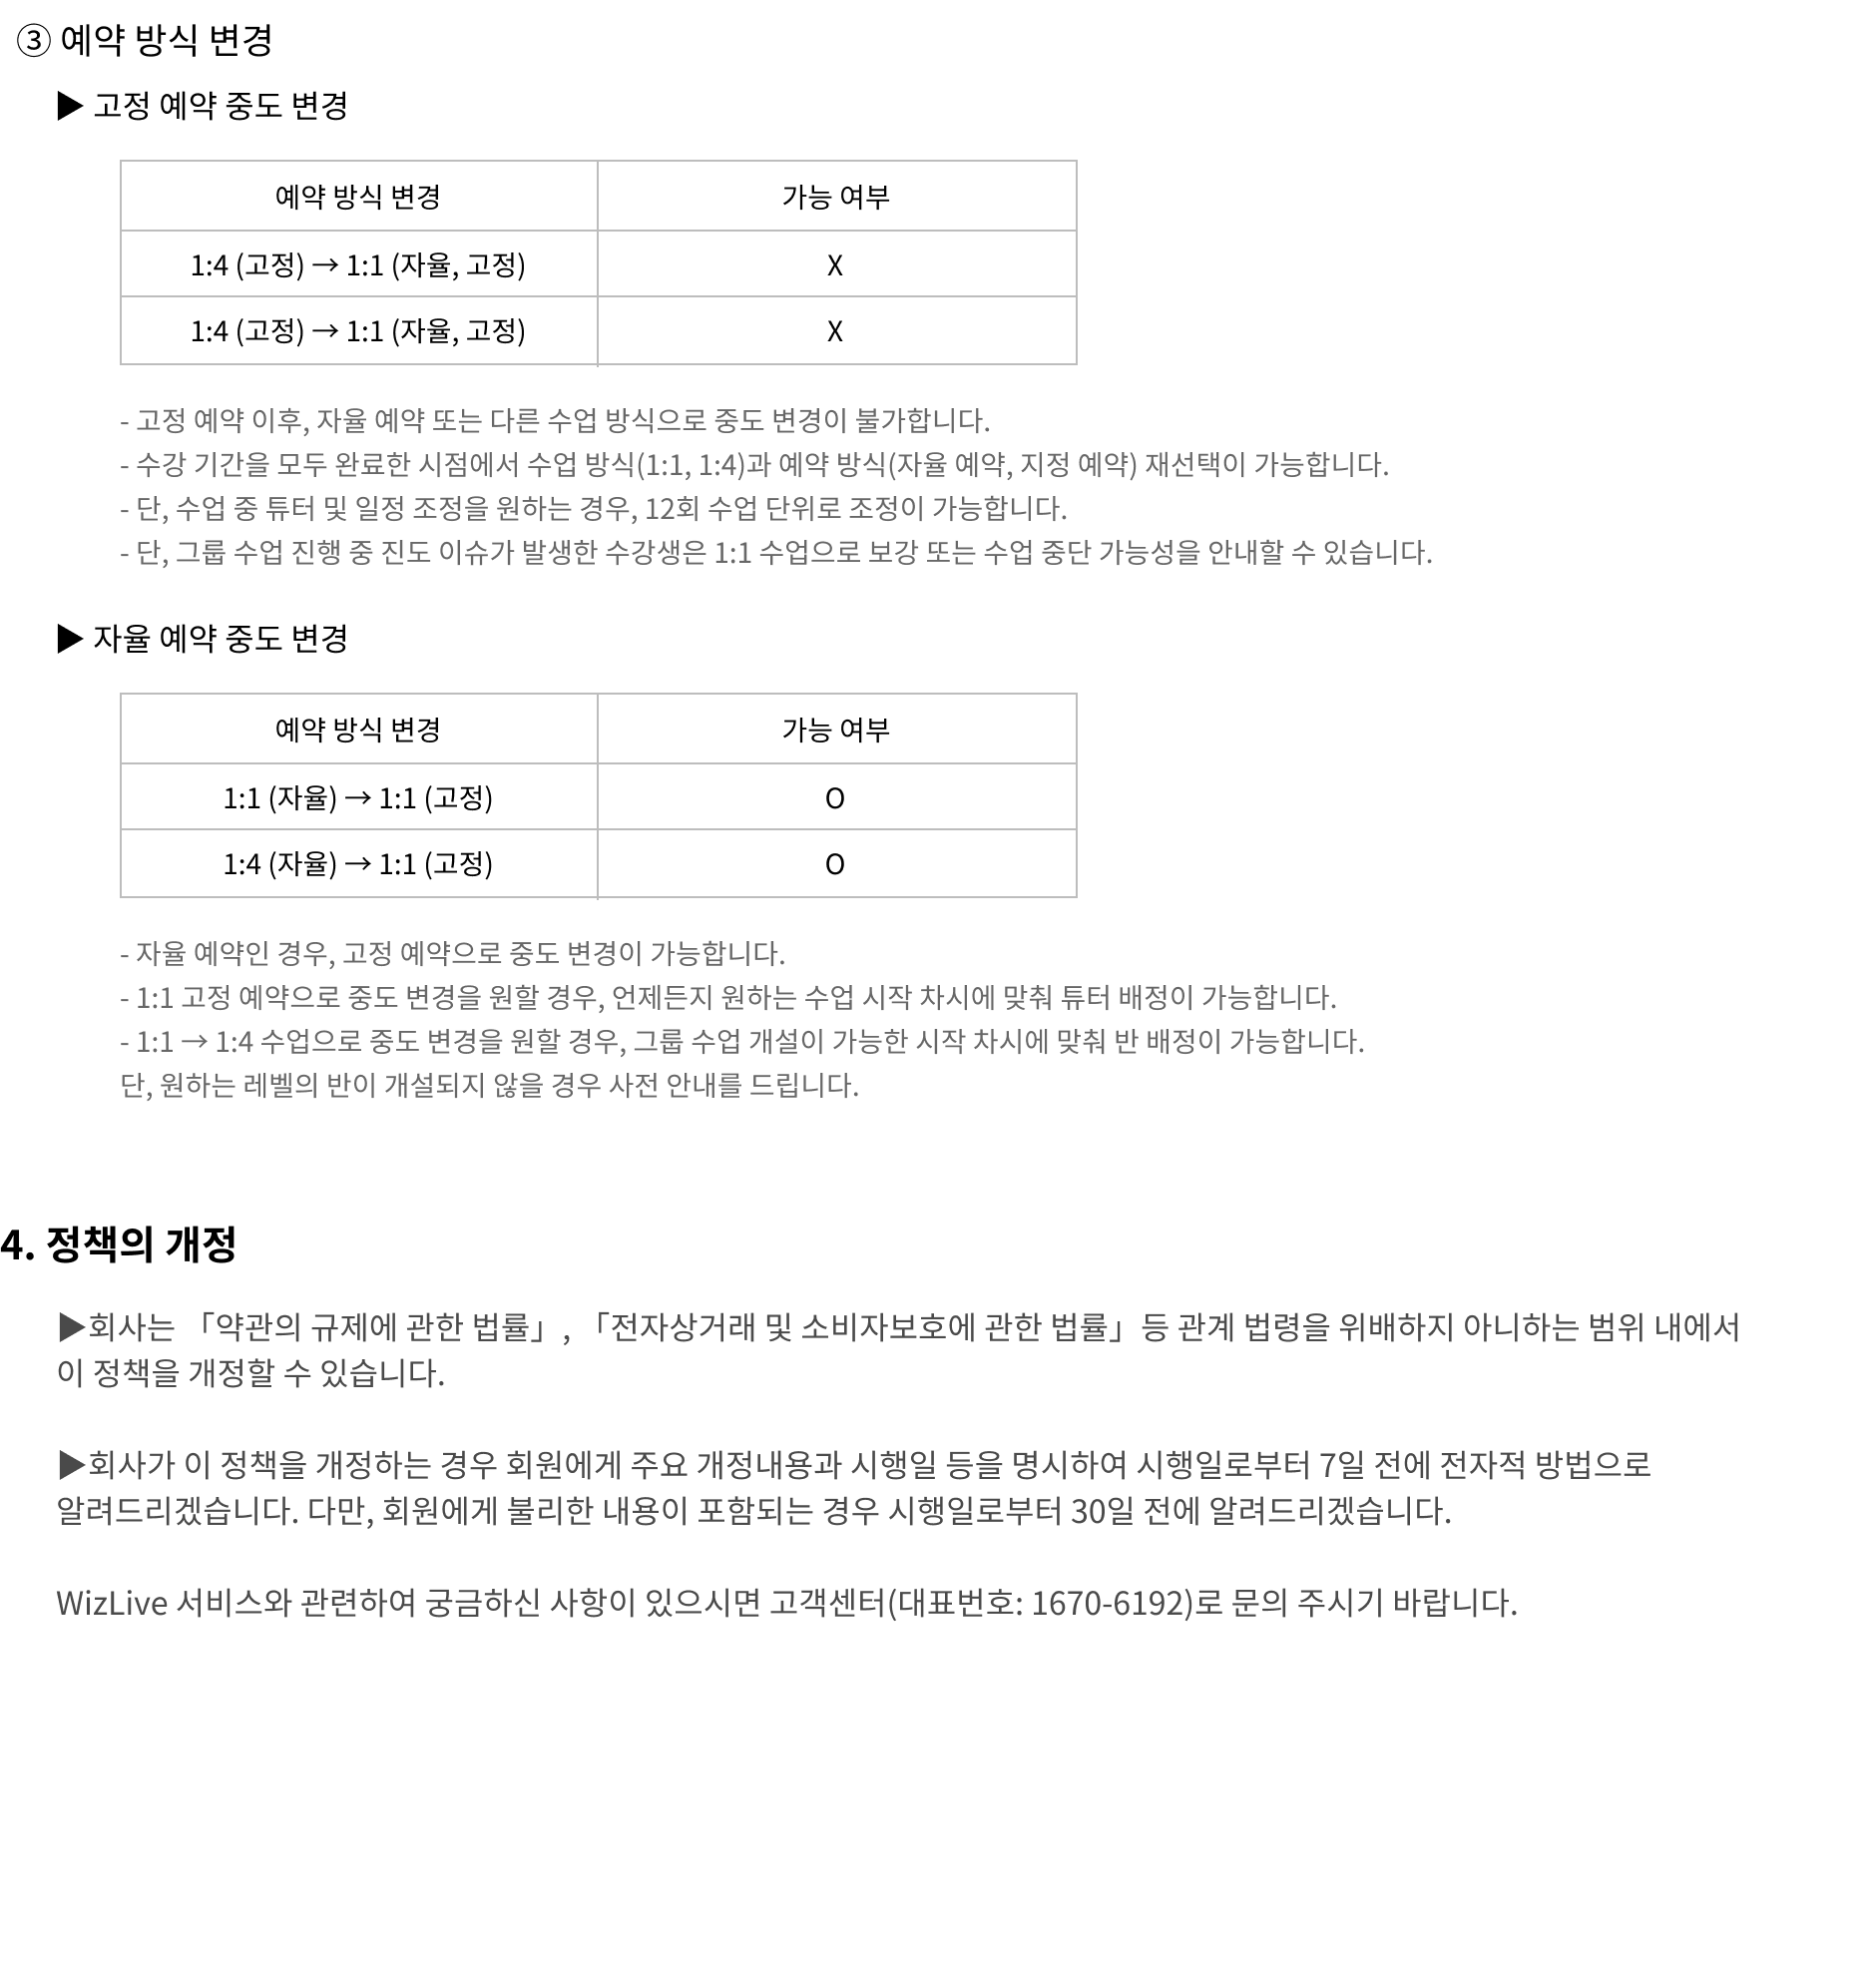 ③ 예약 방식 변경
▶ 고정 예약 중도 변경
예약 방식 변경 가능 여부
1:4 (고정) → 1:1 (자율, 고정) X
1:4 (고정) → 1:1 (자율, 고정) X
- 고정 예약 이후, 자율 예약 또는 다른 수업 방식으로 중도 변경이 불가합니다.
- 수강 기간을 모두 완료한 시점에서 수업 방식(1:1, 1:4)과 예약 방식(자율 예약, 지정 예약) 재선택이 가능합니다.
- 단, 수업 중 튜터 및 일정 조정을 원하는 경우, 12회 수업 단위로 조정이 가능합니다.
- 단, 그룹 수업 진행 중 진도 이슈가 발생한 수강생은 1:1 수업으로 보강 또는 수업 중단 가능성을 안내할 수 있습니다.
▶ 자율 예약 중도 변경
예약 방식 변경 가능 여부
1:1 (자율) → 1:1 (고정) O
1:4 (자율) → 1:1 (고정) O
- 자율 예약인 경우, 고정 예약으로 중도 변경이 가능합니다.
- 1:1 고정 예약으로 중도 변경을 원할 경우, 언제든지 원하는 수업 시작 차시에 맞춰 튜터 배정이 가능합니다.
- 1:1 → 1:4 수업으로 중도 변경을 원할 경우, 그룹 수업 개설이 가능한 시작 차시에 맞춰 반 배정이 가능합니다.
단, 원하는 레벨의 반이 개설되지 않을 경우 사전 안내를 드립니다.
4. 정책의 개정
▶회사는 「약관의 규제에 관한 법률」, 「전자상거래 및 소비자보호에 관한 법률」등 관계 법령을 위배하지 아니하는 범위 내에서
이 정책을 개정할 수 있습니다.
▶회사가 이 정책을 개정하는 경우 회원에게 주요 개정내용과 시행일 등을 명시하여 시행일로부터 7일 전에 전자적 방법으로
알려드리겠습니다. 다만, 회원에게 불리한 내용이 포함되는 경우 시행일로부터 30일 전에 알려드리겠습니다.
WizLive 서비스와 관련하여 궁금하신 사항이 있으시면 고객센터(대표번호: 1670-6192)로 문의 주시기 바랍니다.